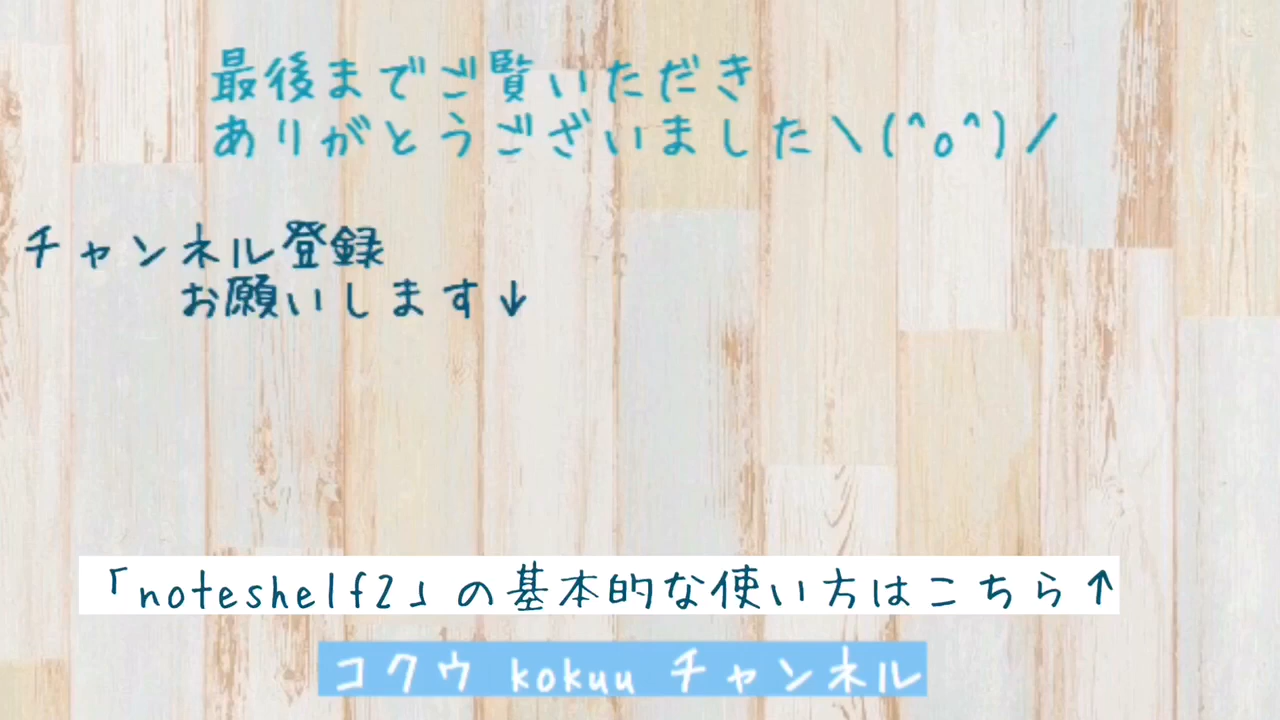 最後までご覧いただき
ありがとうございました＼(^o^)／
チャンネル登録
お願いします↓
「noteshelf2」の基本的な使い方はこちら↑
コクウ kokuu チャンネル